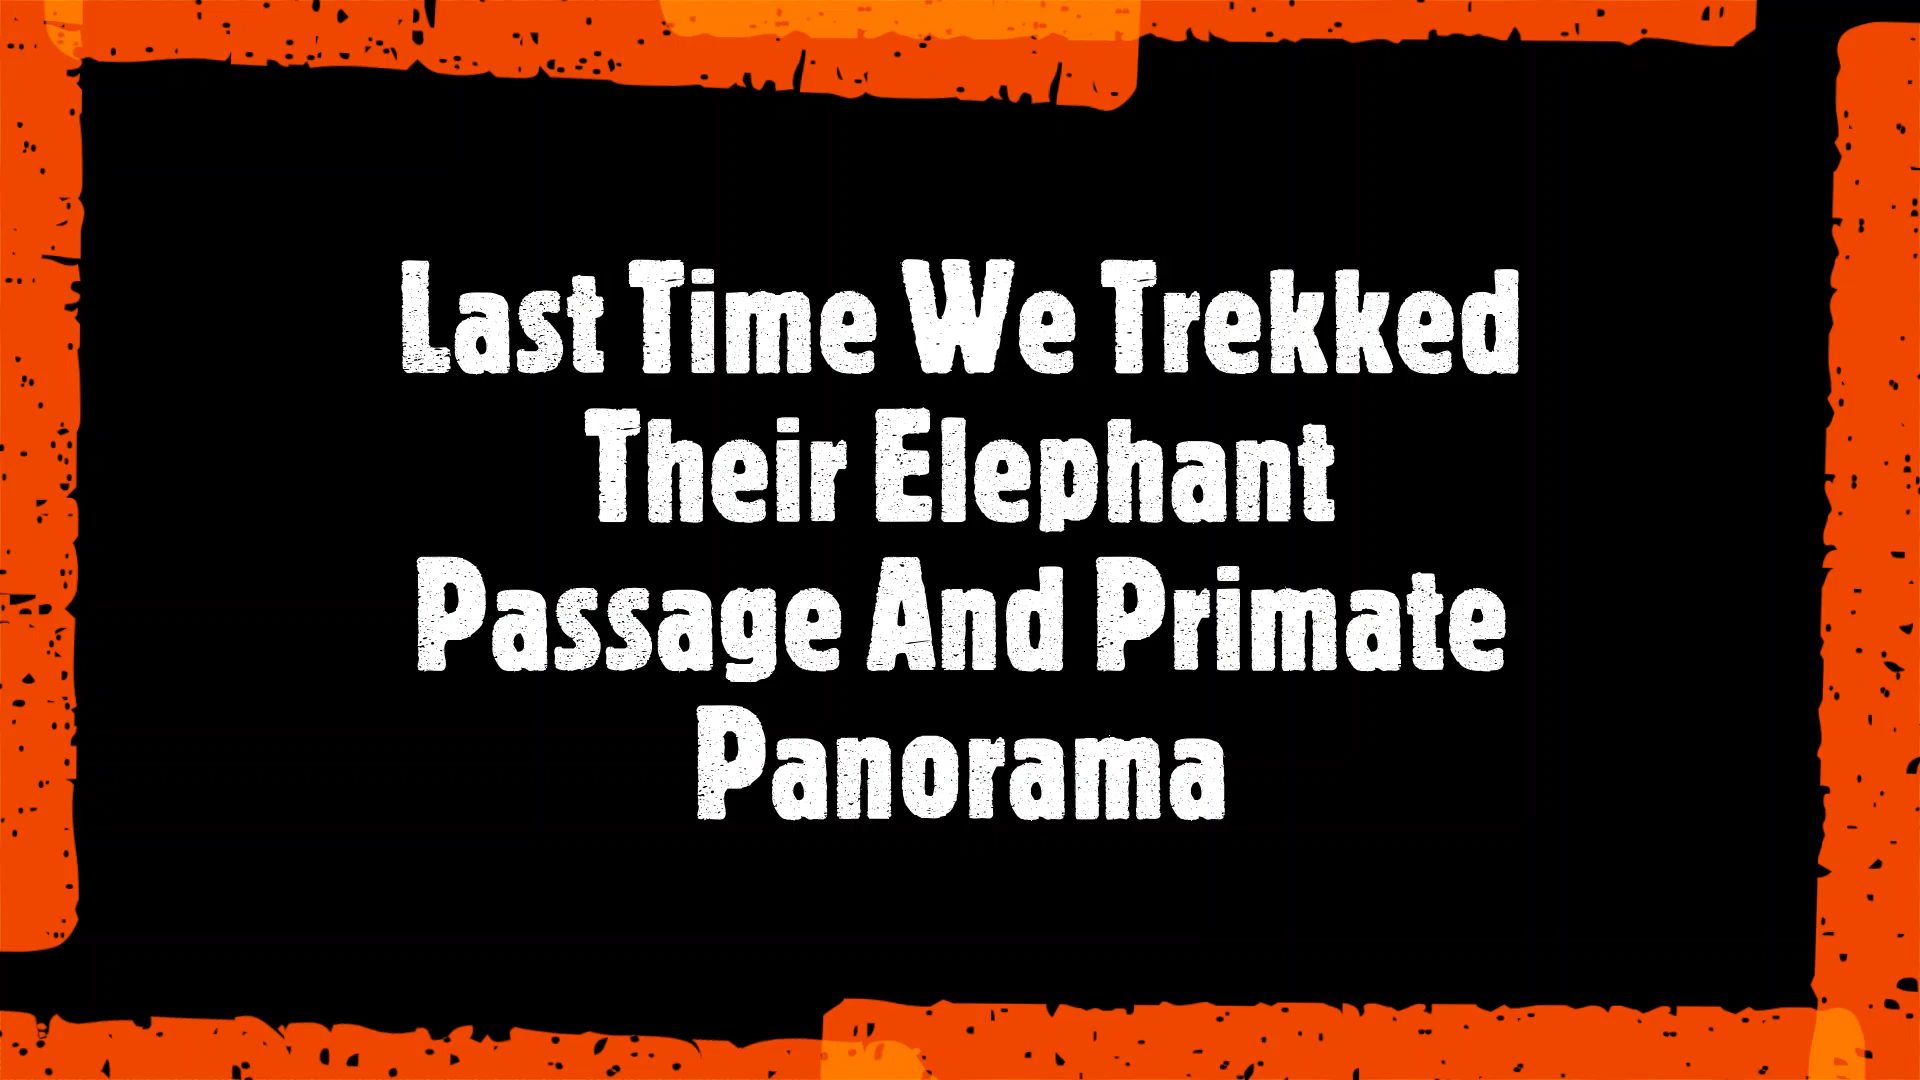 Last Time We Trekked
Their Elephant
Passage And Primate
Panorama